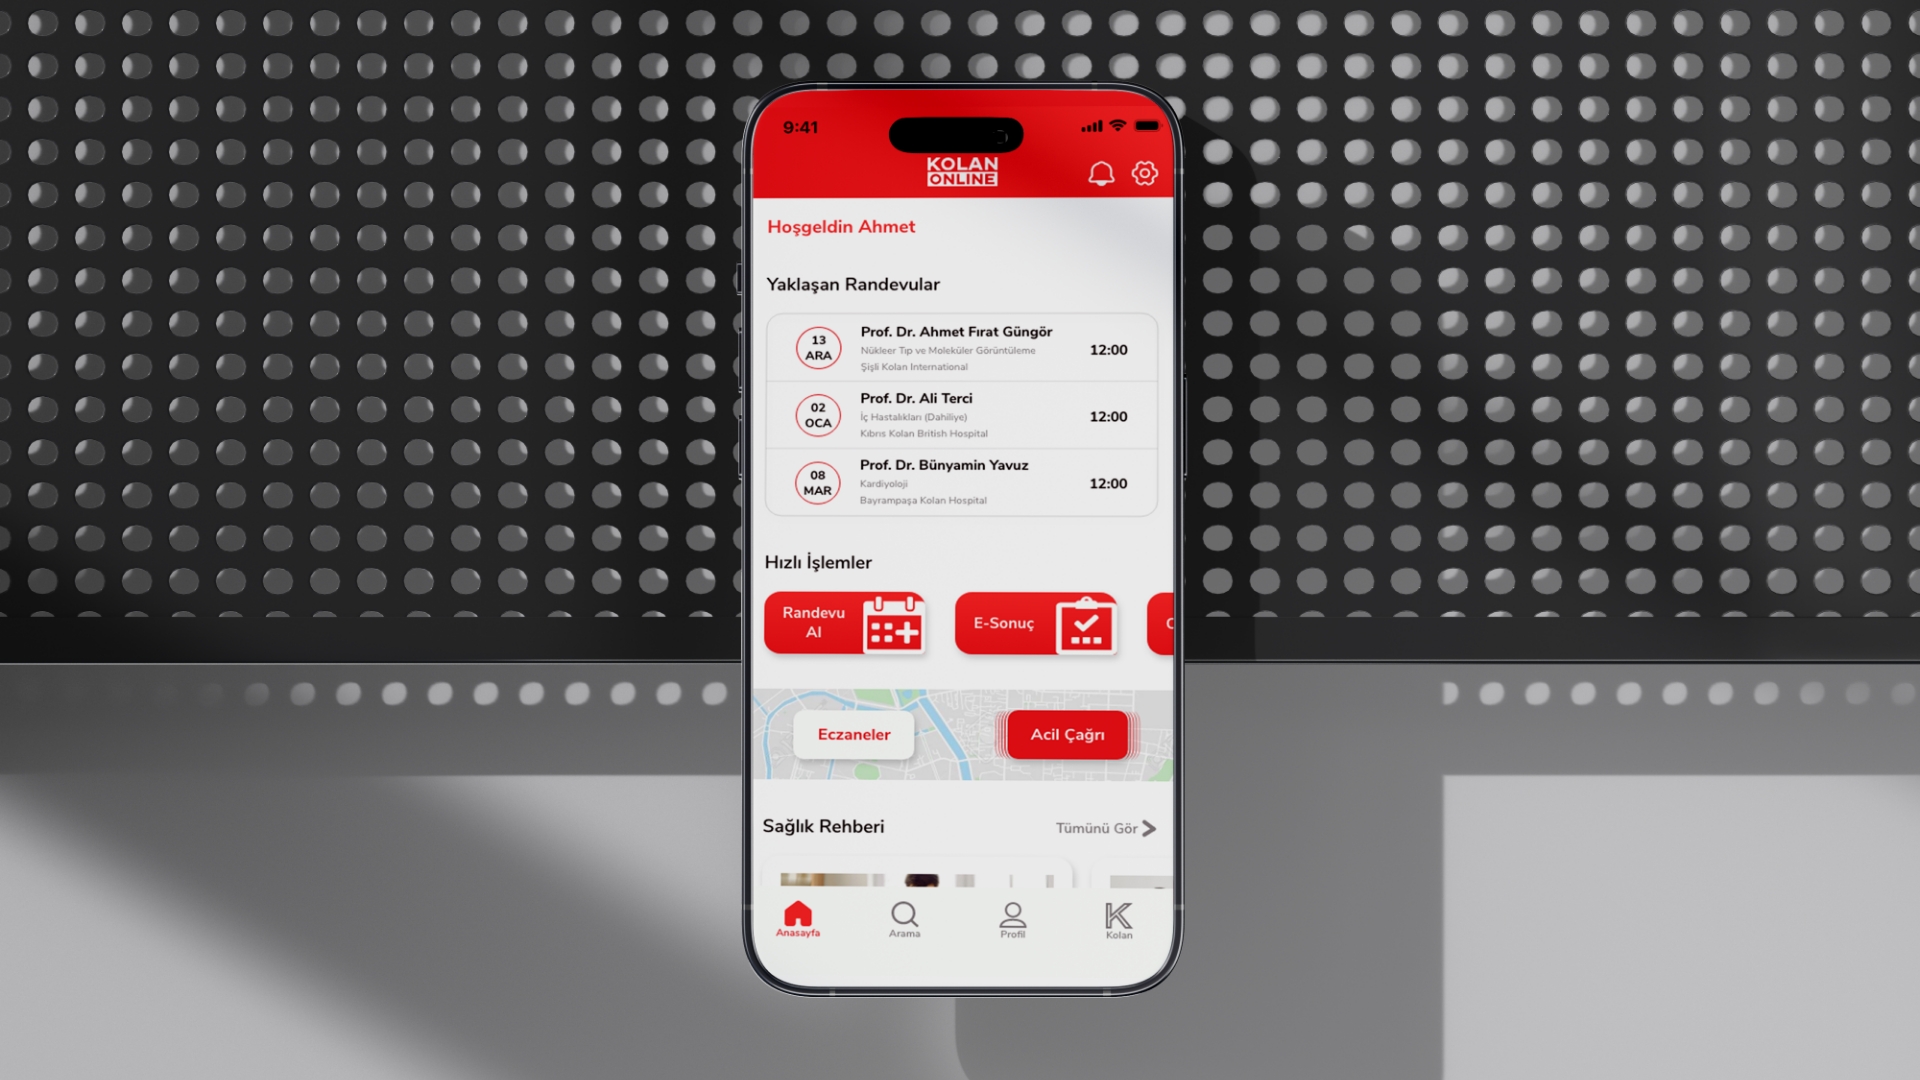 9:41
KOLAN
ONLINE
Hoşgeldin Ahmet
Yaklaşan Randevular
13
ARA
Prof. Dr. Ahmet Fırat Güngör
Nükleer Tıp ve Moleküler Görüntüleme
Şişli Kolan International
12:00
02
OCA
Prof. Dr. Ali Terci
İç Hastalıkları (Dahiliye)
Kıbrıs Kolan British Hospital
12:00
08
MAR
Prof. Dr. Bünyamin Yavuz
Kardiyoloji
Bayrampaşa Kolan Hospital
12:00
Hızlı İşlemler
Randevu
Al
E-Sonuç
Eczaneler
Acil Çağrı
Sağlık Rehberi
Tümünü Gör
Anasayfa
Arama
Profil
Kolan